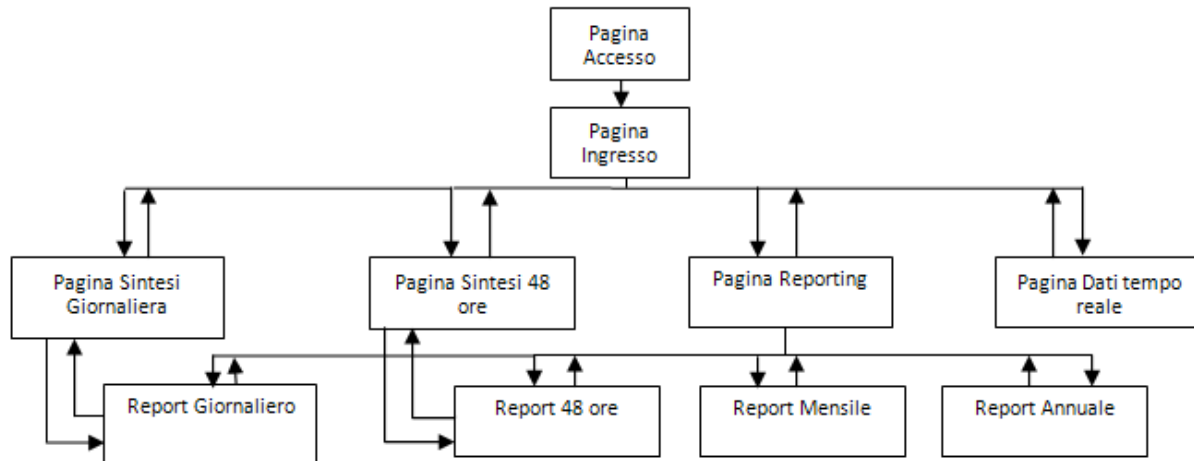 Pagina
Accesso
Pagina
Ingresso
Pagina Sintesi
Giornaliera
Pagina Sintesi 48
ore
Pagina Reporting
Pagina Dati tempo
reale
Report Giornaliero
Report 48 ore
Report Mensile
Report Annuale